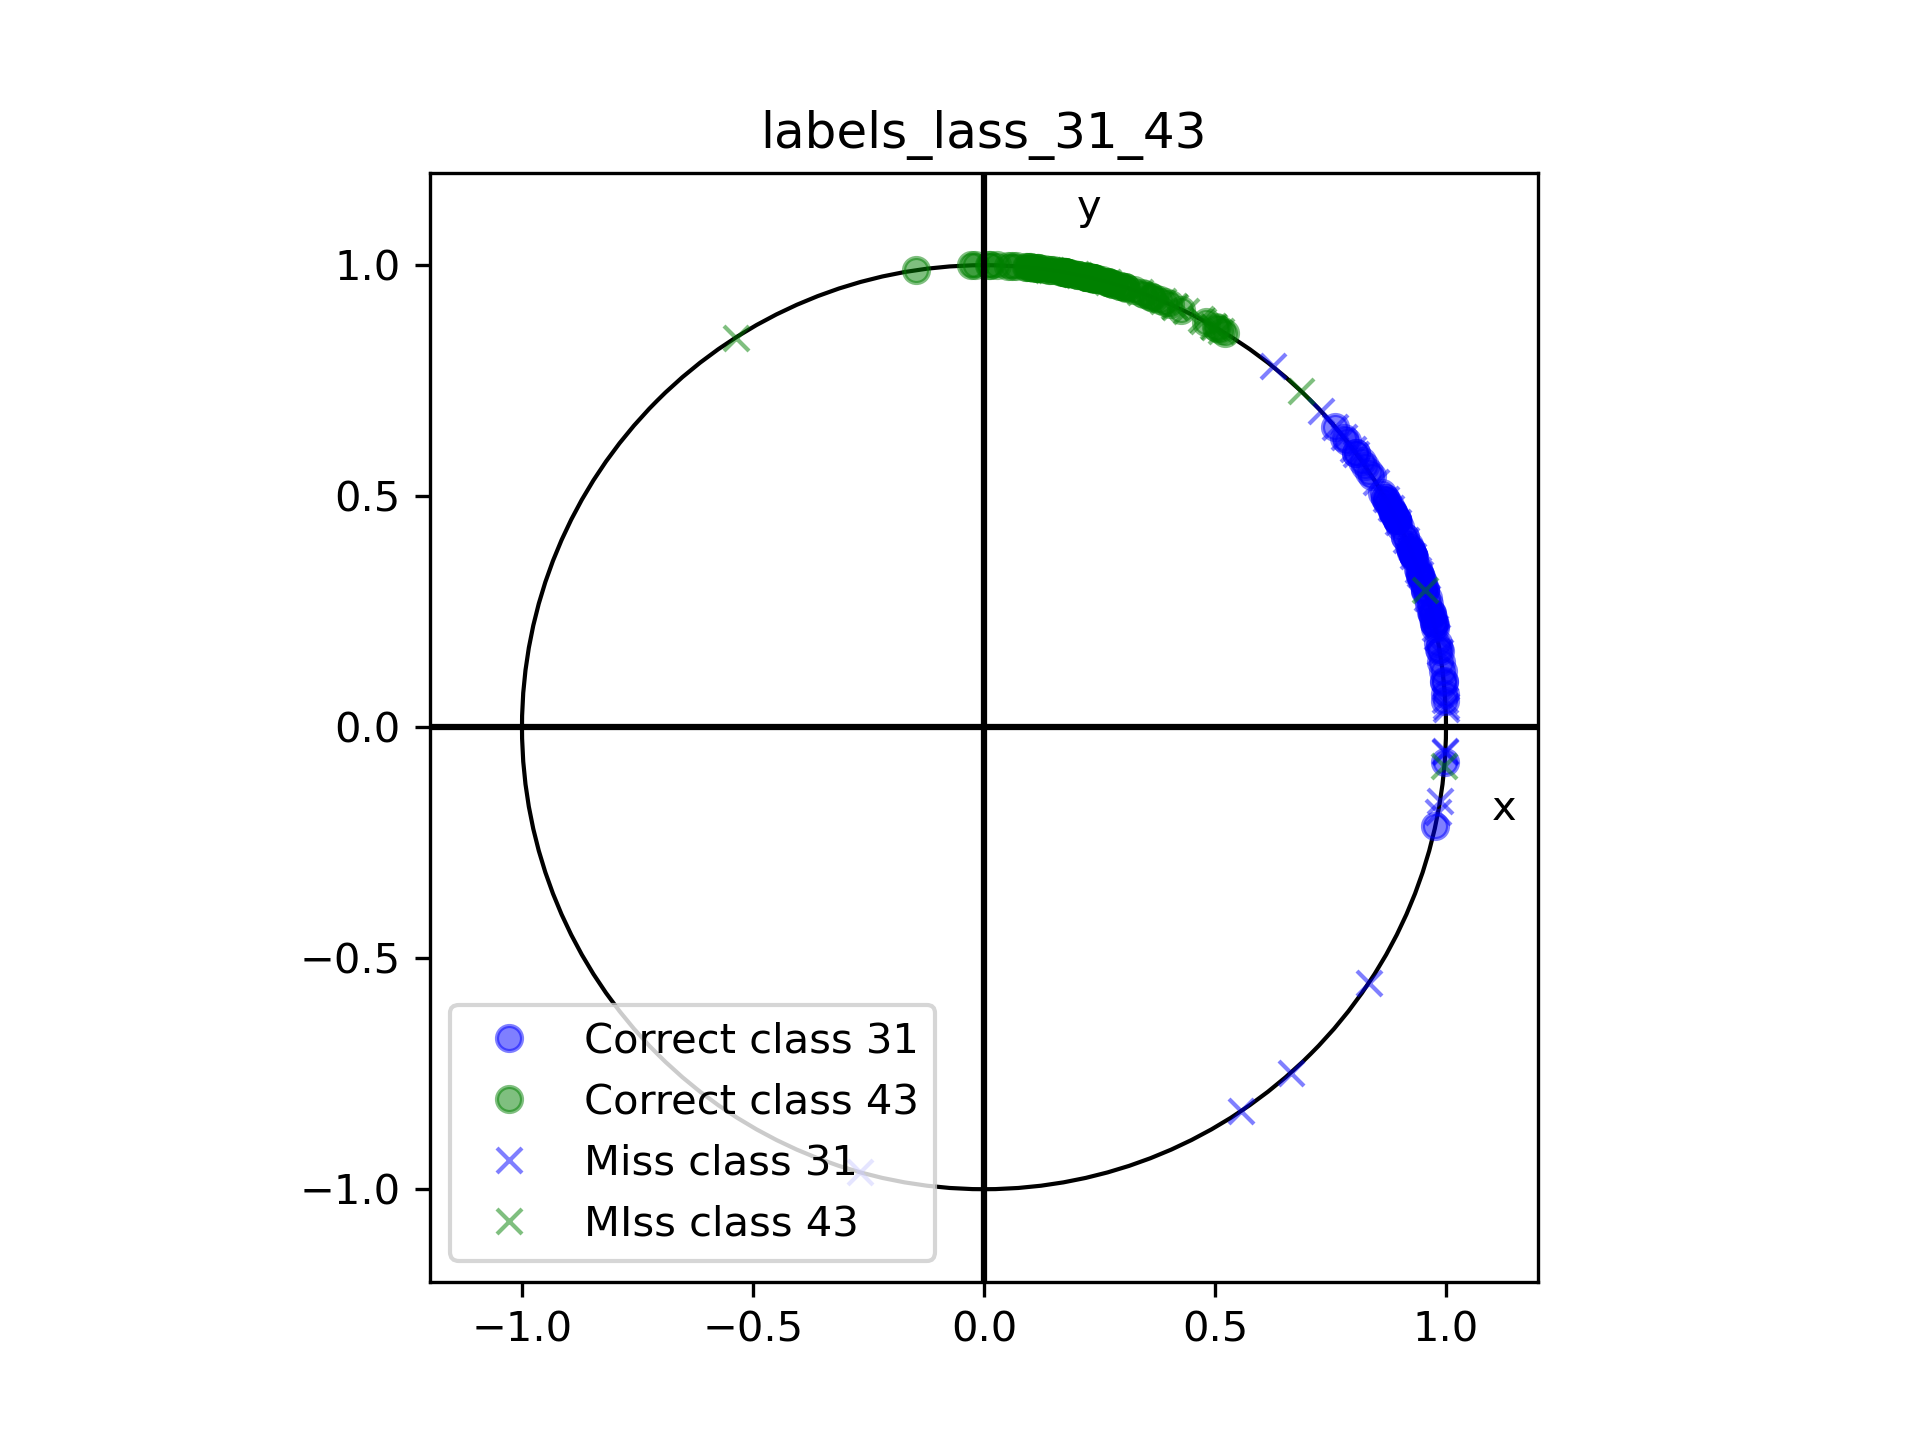 labels_lass_31_43
y
1.0
0.5
0.0
x
−0.5
−1.0
Correct class 31
Correct class 43
Miss class 31
MIss class 43
−1.0 −0.5 0.0 0.5 1.0